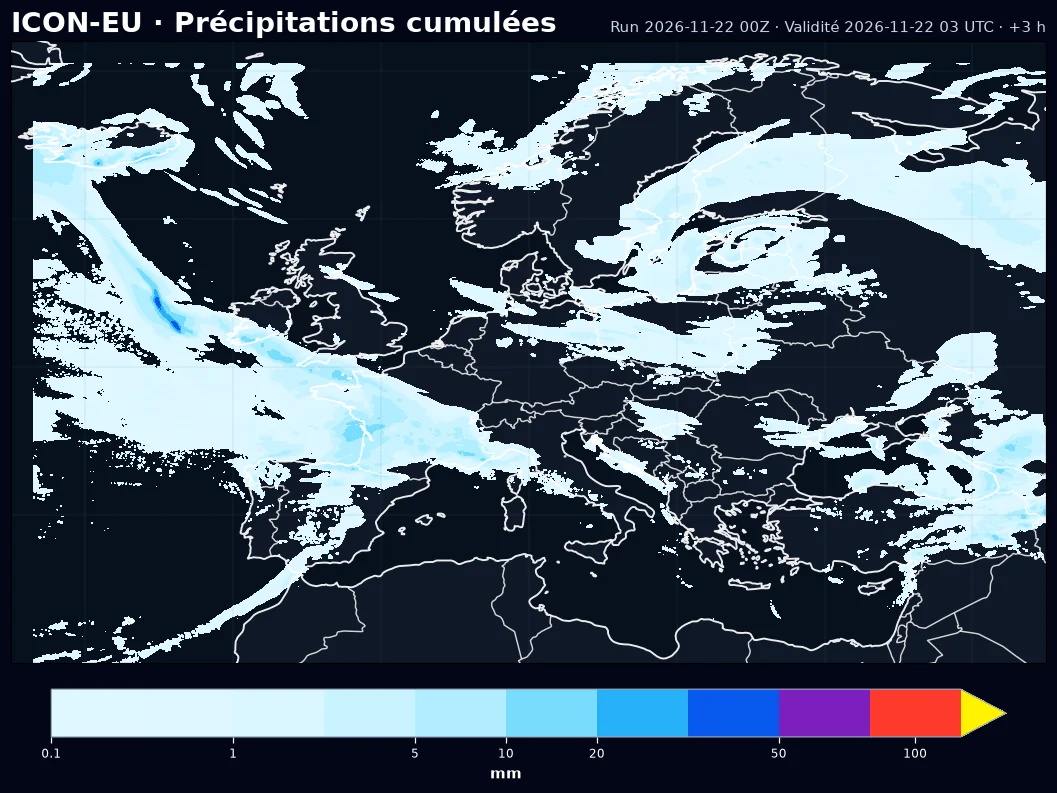 ICON-EU · Précipitations cumulées
Run 2026-11-22 00Z · Validité 2026-11-22 03 UTC · +3 h
0.1 1 5 10 20 50 100
mm